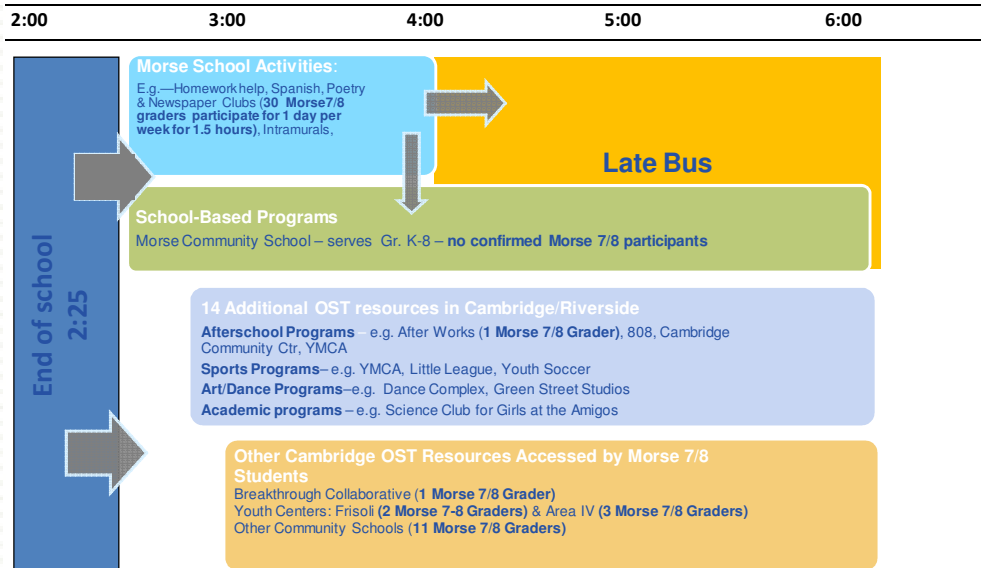 2:00 3:00 4:00 5:00 6:00
End of school
2:25
Morse School Activities:
E.g.—Homework help, Spanish, Poetry
& Newspaper Clubs (30 Morse7/8
graders participate for 1 day per
week for 1.5 hours), Intramurals,
Late Bus
School-Based Programs
Morse Community School – serves Gr. K-8 – no confirmed Morse 7/8 participants
14 Additional OST resources in Cambridge/Riverside
Afterschool Programs – e.g. After Works (1 Morse 7/8 Grader), 808, Cambridge
Community Ctr, YMCA
Sports Programs– e.g. YMCA, Little League, Youth Soccer
Art/Dance Programs–e.g. Dance Complex, Green Street Studios
Academic programs – e.g. Science Club for Girls at the Amigos
Other Cambridge OST Resources Accessed by Morse 7/8
Students
Breakthrough Collaborative (1 Morse 7/8 Grader)
Youth Centers: Frisoli (2 Morse 7-8 Graders) & Area IV (3 Morse 7/8 Graders)
Other Community Schools (11 Morse 7/8 Graders)